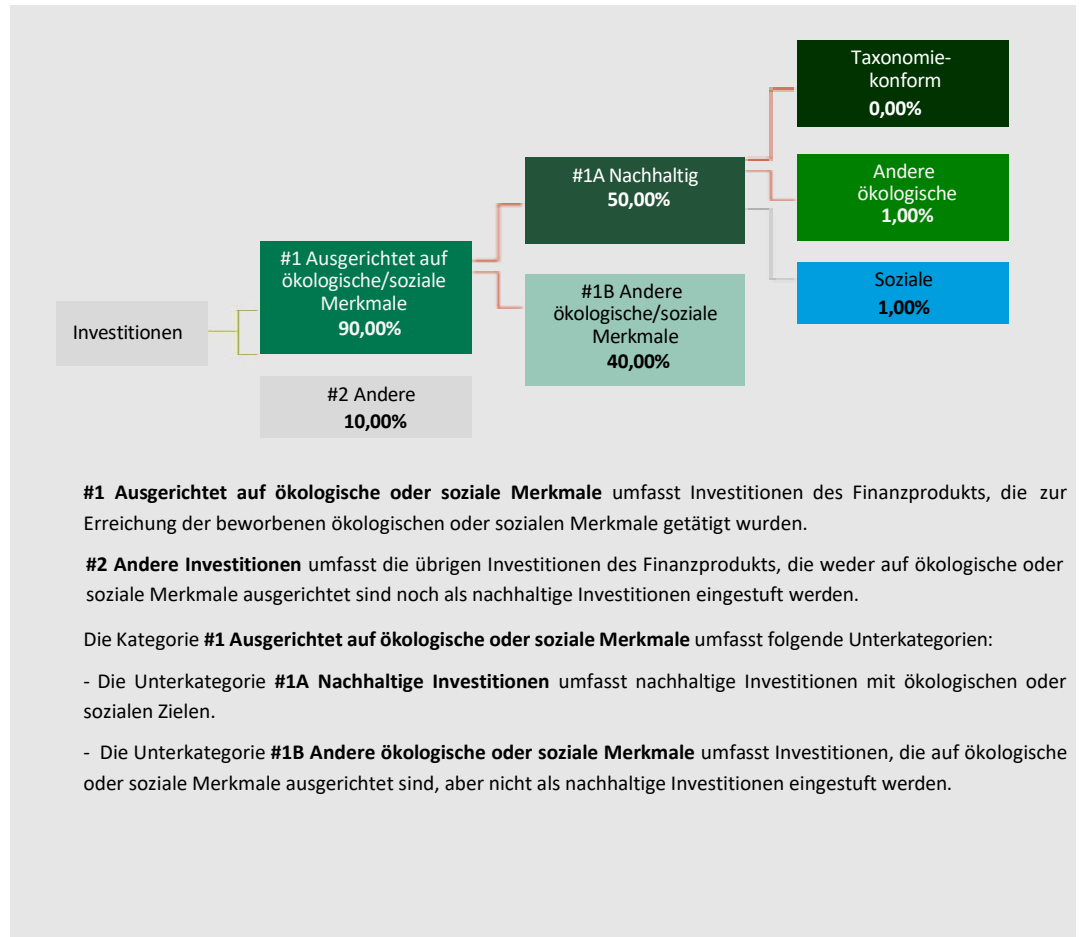 Taxonomie-
konform
0,00%
#1A Nachhaltig
50,00%
Andere
ökologische
1,00%
#1 Ausgerichtet auf
ökologische/soziale
Merkmale
90,00%
Soziale
1,00%
#1B Andere
ökologische/soziale
Merkmale
40,00%
Investitionen
#2 Andere
10,00%
#1 Ausgerichtet auf ökologische oder soziale Merkmale umfasst Investitionen des Finanzprodukts, die zur
Erreichung der beworbenen ökologischen oder sozialen Merkmale getätigt wurden.
#2 Andere Investitionen umfasst die übrigen Investitionen des Finanzprodukts, die weder auf ökologische oder
soziale Merkmale ausgerichtet sind noch als nachhaltige Investitionen eingestuft werden.
Die Kategorie #1 Ausgerichtet auf ökologische oder soziale Merkmale umfasst folgende Unterkategorien:
- Die Unterkategorie #1A Nachhaltige Investitionen umfasst nachhaltige Investitionen mit ökologischen oder
sozialen Zielen.
- Die Unterkategorie #1B Andere ökologische oder soziale Merkmale umfasst Investitionen, die auf ökologische
oder soziale Merkmale ausgerichtet sind, aber nicht als nachhaltige Investitionen eingestuft werden.